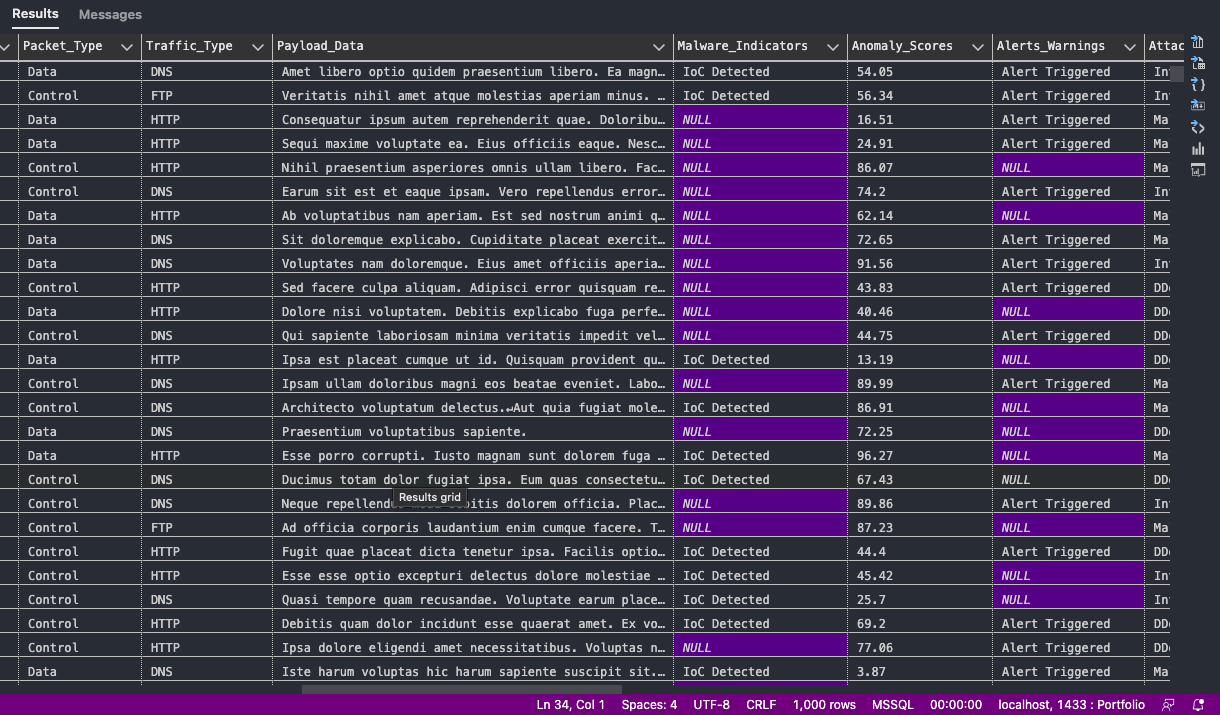 Results Messages
Packet_Type Traffic_Type Payload_Data Malware_Indicators Anomaly_Scores Alerts_Warnings Attac
Data DNS Amet libero optio quidem praesentium libero. Ea magn… IoC Detected 54.05 Alert Triggered In
Control FTP Veritatis nihil amet atque molestias aperiam minus. … IoC Detected 56.34 Alert Triggered In
Data HTTP Consequatur ipsum autem reprehenderit quae. Doloribu… NULL 16.51 Alert Triggered Ma
Data HTTP Sequi maxime voluptate ea. Eius officiis eaque. Nesc… NULL 24.91 Alert Triggered Ma
Control HTTP Nihil praesentium asperiores omnis ullam libero. Fac… NULL 86.07 NULL Ma
Control DNS Earum sit est et eaque ipsam. Vero repellendus error… NULL 74.2 Alert Triggered In
Data HTTP Ab voluptatibus nam aperiam. Est sed nostrum animi q… NULL 62.14 NULL Ma
Data DNS Sit doloremque explicabo. Cupiditate placeat exercit… NULL 72.65 Alert Triggered Ma
Data DNS Voluptates nam doloremque. Eius amet officiis aperia… NULL 91.56 Alert Triggered In
Control HTTP Sed facere culpa aliquam. Adipisci error quisquam re… NULL 43.83 Alert Triggered DD
Data HTTP Dolore nisi voluptatem. Debitis explicabo fuga perfe… NULL 40.46 NULL DD
Control DNS Qui sapiente laboriosam minima veritatis impedit vel… NULL 44.75 Alert Triggered DD
Data HTTP Ipsa est placeat cumque ut id. Quisquam provident qu… IoC Detected 13.19 NULL DD
Control DNS Ipsam ullam doloribus magni eos beatae eveniet. Labo… NULL 89.99 Alert Triggered Ma
Control DNS Architecto voluptatum delectus.↵Aut quia fugiat mole… IoC Detected 86.91 NULL Ma
Data DNS Praesentium voluptatibus sapiente. NULL 72.25 NULL DD
Data HTTP Esse porro corrupti. Iusto magnam sunt dolorem fuga … IoC Detected 96.27 NULL Ma
Control DNS Ducimus totam dolor fugiat ipsa. Eum quas consectetu… IoC Detected 67.43 NULL DD
Results grid
Control DNS Neque repellend itis dolorem officia. Plac… NULL 89.86 Alert Triggered In
Control FTP Ad officia corporis laudantium enim cumque facere. T… NULL 87.23 NULL Ma
Control HTTP Fugit quae placeat dicta tenetur ipsa. Facilis optio… IoC Detected 44.4 Alert Triggered DD
Control HTTP Esse esse optio excepturi delectus dolore molestiae … IoC Detected 45.42 NULL In
Control DNS Quasi tempore quam recusandae. Voluptate earum place… IoC Detected 25.7 NULL In
Control HTTP Debitis quam dolor incidunt esse quaerat amet. Ex vo… IoC Detected 69.2 Alert Triggered DD
Control HTTP Ipsa dolore eligendi amet necessitatibus. Voluptas n… NULL 77.06 Alert Triggered Ma
Data DNS Iste harum voluptas hic harum sapiente suscipit sit.… IoC Detected 3.87 Alert Triggered Ma
Ln 34, Col 1 Spaces: 4 UTF-8 CRLF 1,000 rows MSSQL 00:00:00 localhost, 1433 : Portfolio